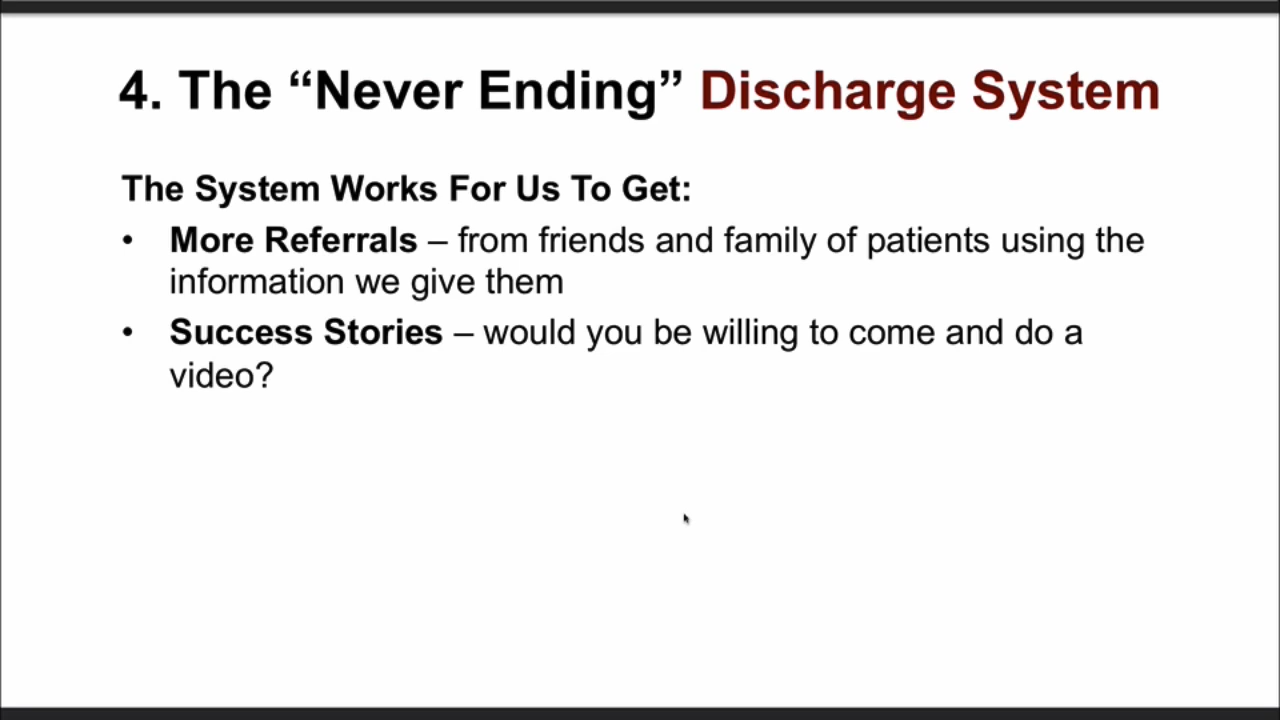 4. The “Never Ending” Discharge System
The System Works For Us To Get:
• More Referrals – from friends and family of patients using the
information we give them
• Success Stories – would you be willing to come and do a
video?